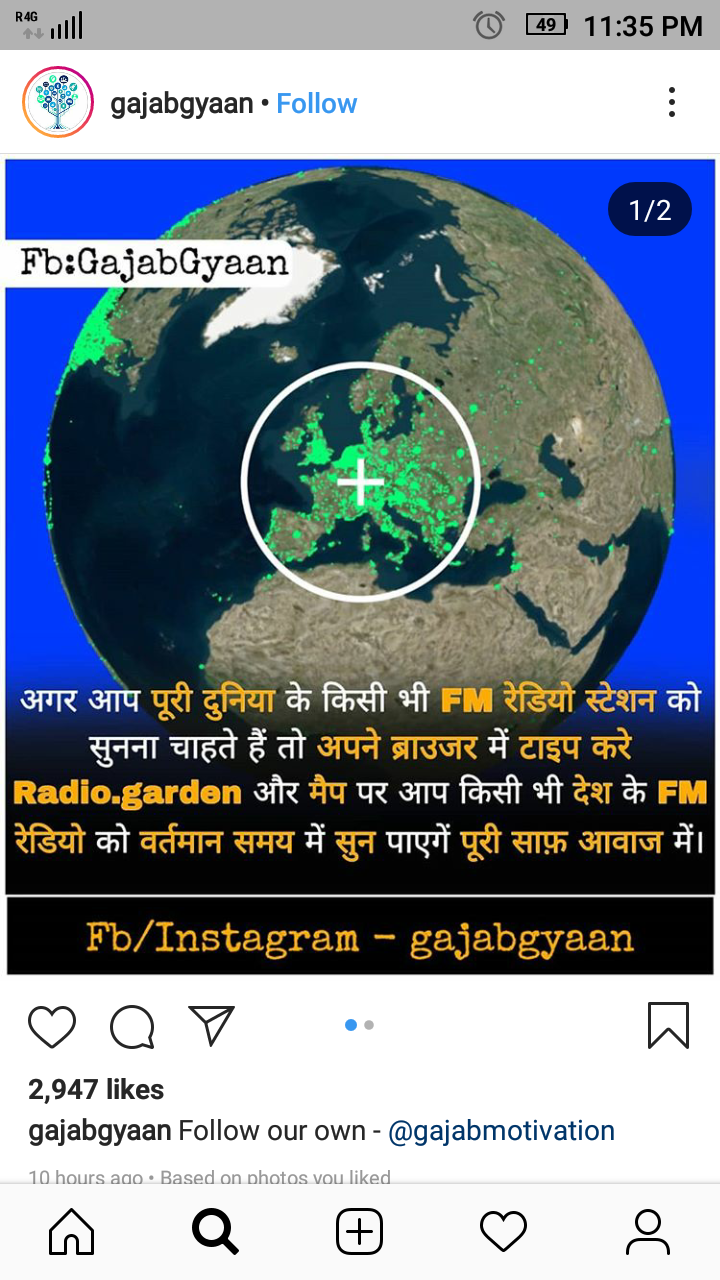 R4G
49 11:35 PM
gajabgyaan • Follow
1/2
Fb:GajabGyaan
अगर आप पूरी दुनिया के किसी भी FM रेडियो स्टेशन को
सुनना चाहते हैं तो अपने ब्राउजर में टाइप करे
Radio.garden और मैप पर आप किसी भी देश के FM
रेडियो को वर्तमान समय में सुन पाएगें पूरी साफ़ आवाज में।
Fb/Instagram - gajabgyaan
2,947 likes
gajabgyaan Follow our own - @gajabmotivation
10 hours ago • Based on photos you liked